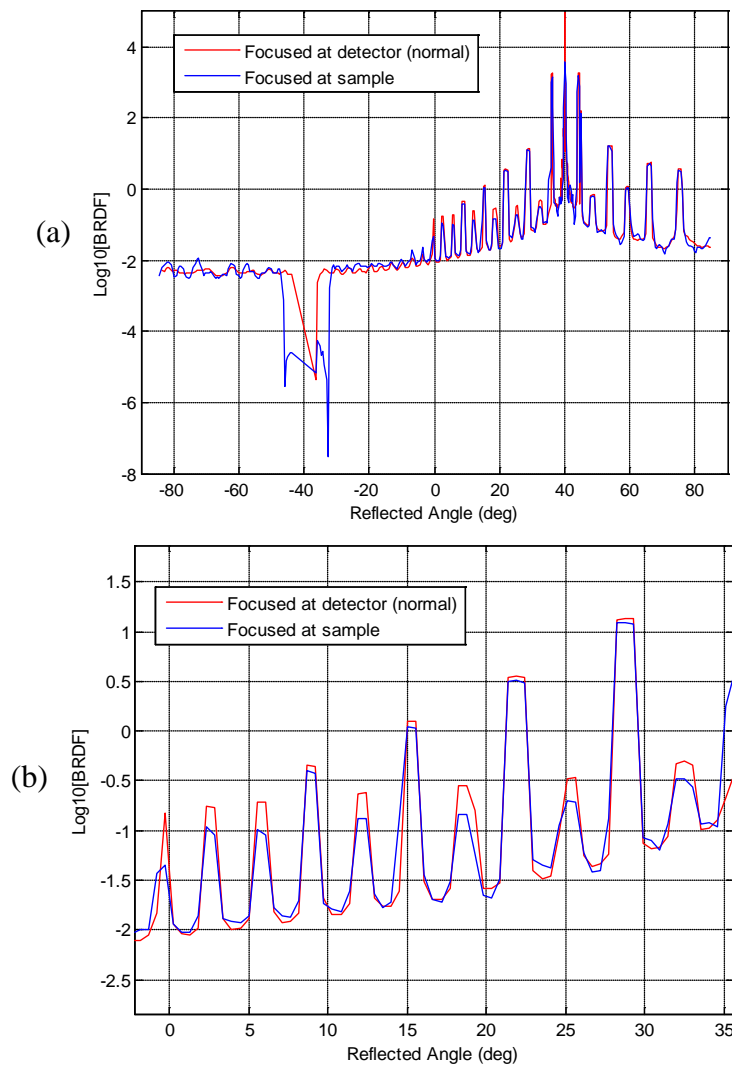 (a)
Log10[BRDF]
4
2
0
-2
-4
-6
-8
Focused at detector (normal)
Focused at sample
-80 -60 -40 -20 0 20 40 60 80
Reflected Angle (deg)
(b)
Log10[BRDF]
1.5
1
0.5
0
-0.5
-1
-1.5
-2
-2.5
Focused at detector (normal)
Focused at sample
0 5 10 15 20 25 30 35
Reflected Angle (deg)